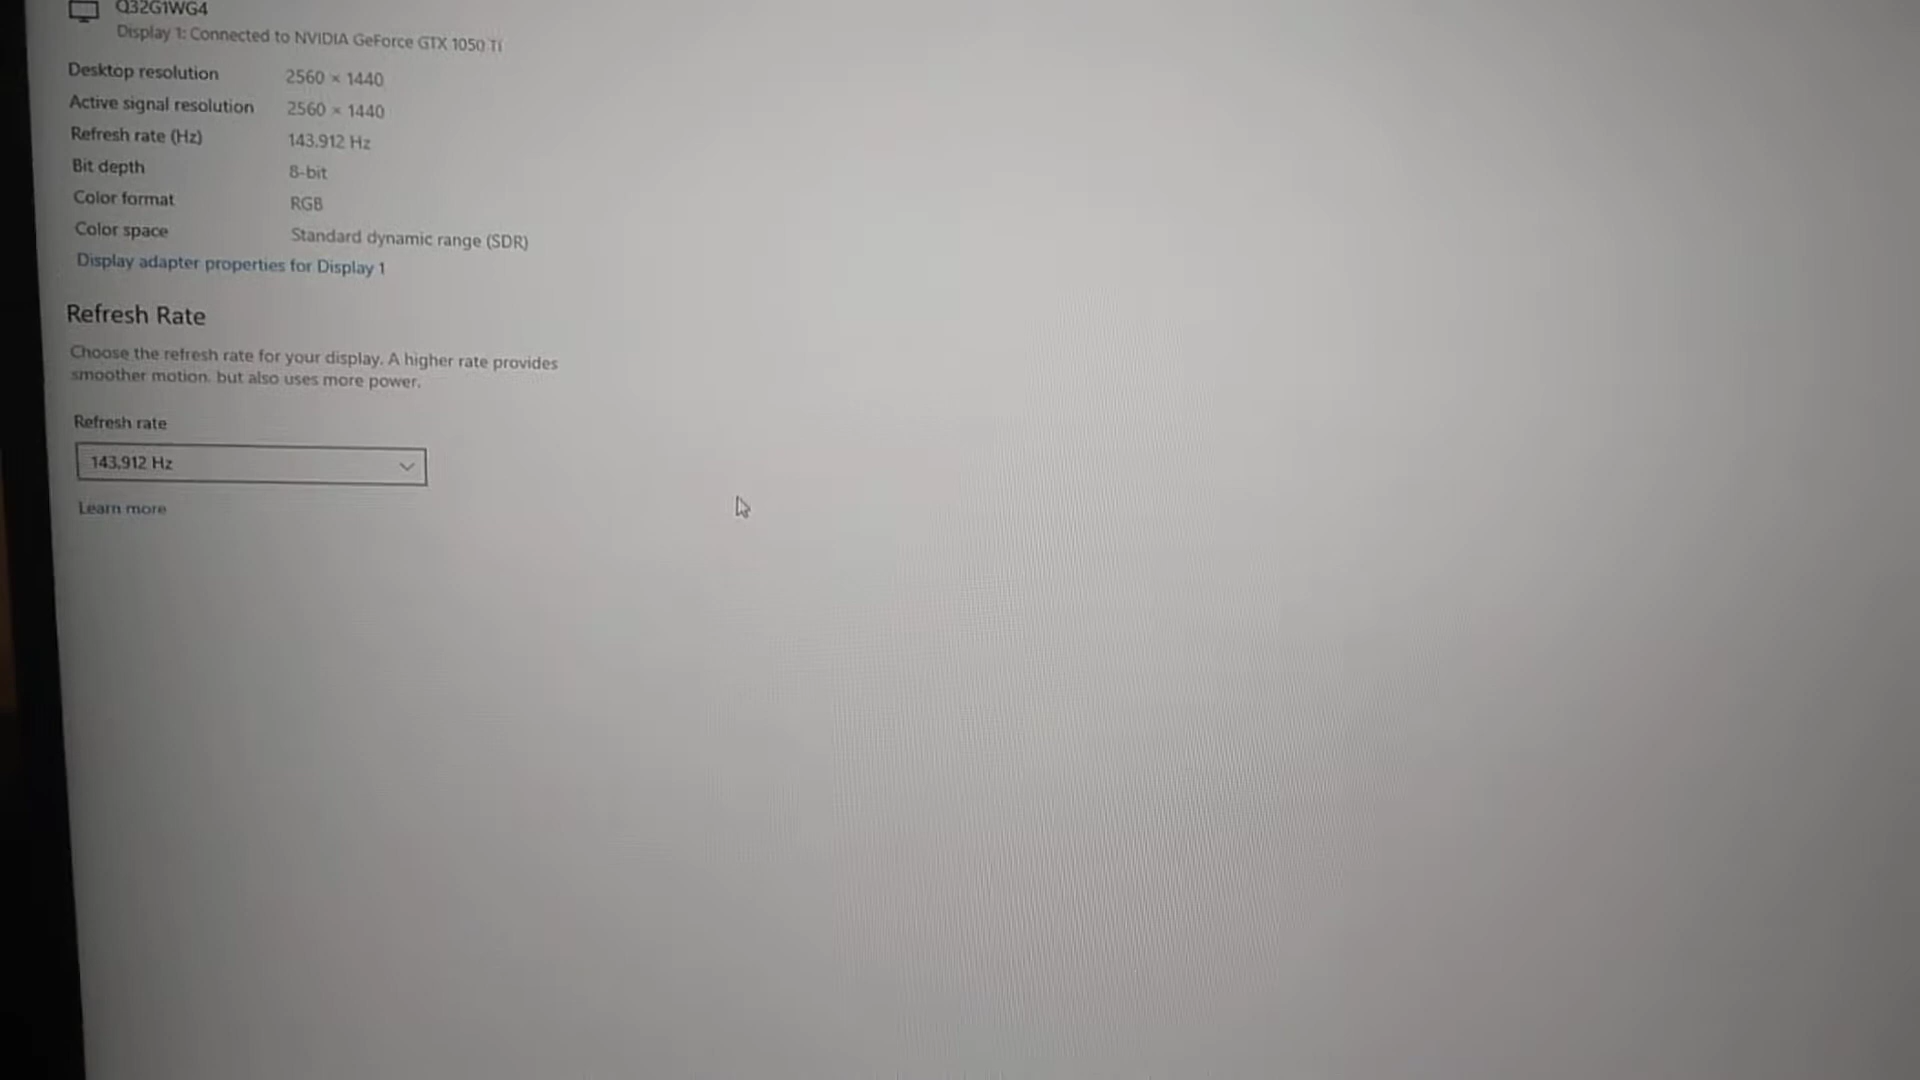 Q32G1WG4
Display 1: Connected to NVIDIA GeForce GTX 1050 Ti
Desktop resolution 2560 × 1440
Active signal resolution 2560 × 1440
Refresh rate (Hz) 143.912 Hz
Bit depth 8-bit
Color format RGB
Color space Standard dynamic range (SDR)
Display adapter properties for Display 1
Refresh Rate
Choose the refresh rate for your display. A higher rate provides
smoother motion, but also uses more power.
Refresh rate
143.912 Hz
Learn more